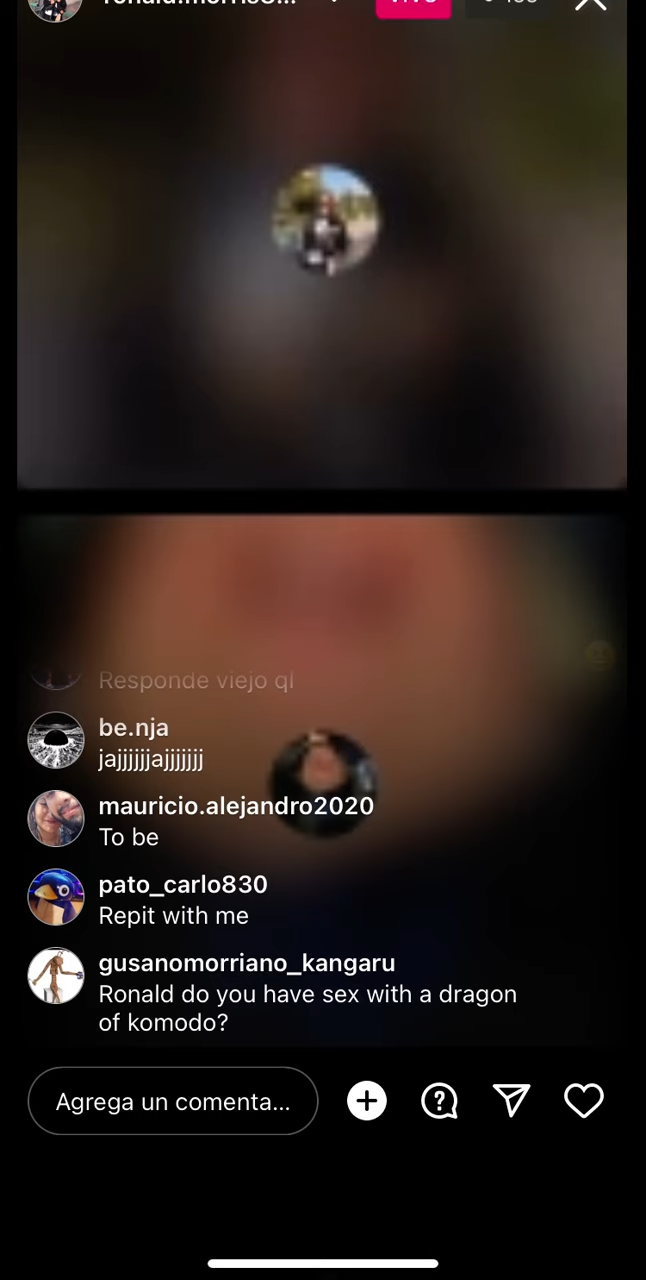 Responde viejo ql
be.nja
jajjjjjjajjjjjjj
mauricio.alejandro2020
To be
pato_carlo830
Repit with me
gusanomorriano_kangaru
Ronald do you have sex with a dragon
of komodo?
Agrega un comenta...